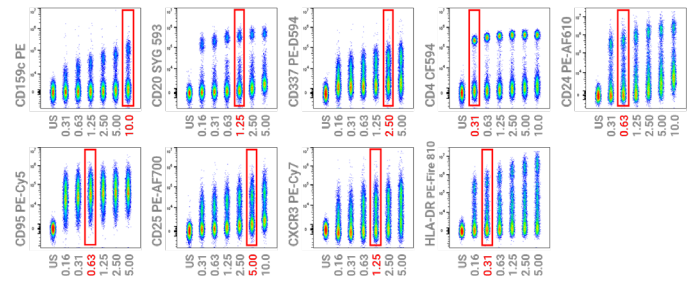 CD159c PE
US 0.31 0.63 1.25 2.50 5.00 10.0
CD20 SYG 593
US 0.16 0.31 0.63 1.25 2.50 5.00
CD337 PE-D594
US 0.16 0.31 0.63 1.25 2.50 5.00
CD4 CF594
US 0.31 0.63 1.25 2.50 5.00 10.0
CD24 PE-AF610
US 0.31 0.63 1.25 2.50 5.00 10.0
CD95 PE-Cy5
US 0.16 0.31 0.63 1.25 2.50 5.00
CD25 PE-AF700
US 0.31 0.63 1.25 2.50 5.00 10.0
CXCR3 PE-Cy7
US 0.16 0.31 0.63 1.25 2.50 5.00
HLA-DR PE-Fire 810
US 0.16 0.31 0.63 1.25 2.50 5.00